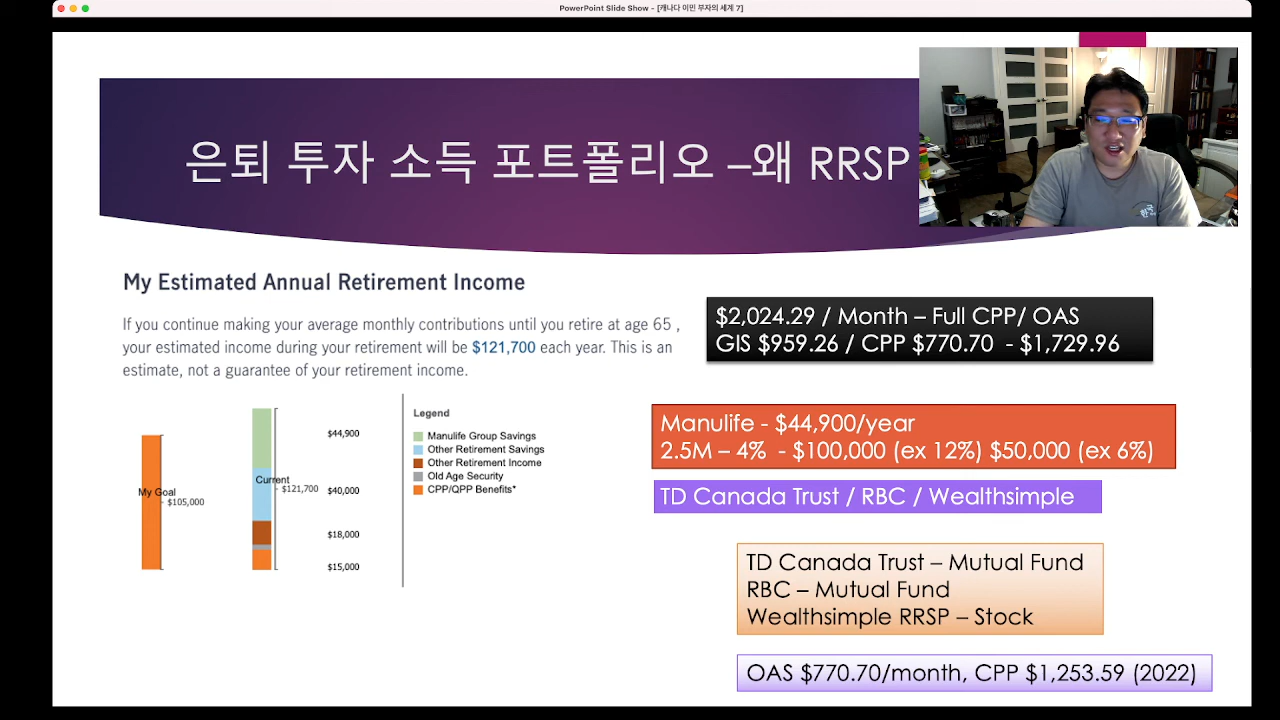 PowerPoint Slide Show - [캐나다 이민 부자의 세계 7]
은퇴 투자 소득 포트폴리오 –왜 RRSP
My Estimated Annual Retirement Income
If you continue making your average monthly contributions until you retire at age 65 ,
your estimated income during your retirement will be $121,700 each year. This is an
estimate, not a guarantee of your retirement income.
My Goal
$105,000
Current
$121,700
$44,900
$40,000
$18,000
$15,000
Legend
Manulife Group Savings
Other Retirement Savings
Other Retirement Income
Old Age Security
CPP/QPP Benefits*
$2,024.29 / Month – Full CPP/ OAS
GIS $959.26 / CPP $770.70 - $1,729.96
Manulife - $44,900/year
2.5M – 4% - $100,000 (ex 12%) $50,000 (ex 6%)
TD Canada Trust / RBC / Wealthsimple
TD Canada Trust – Mutual Fund
RBC – Mutual Fund
Wealthsimple RRSP – Stock
OAS $770.70/month, CPP $1,253.59 (2022)